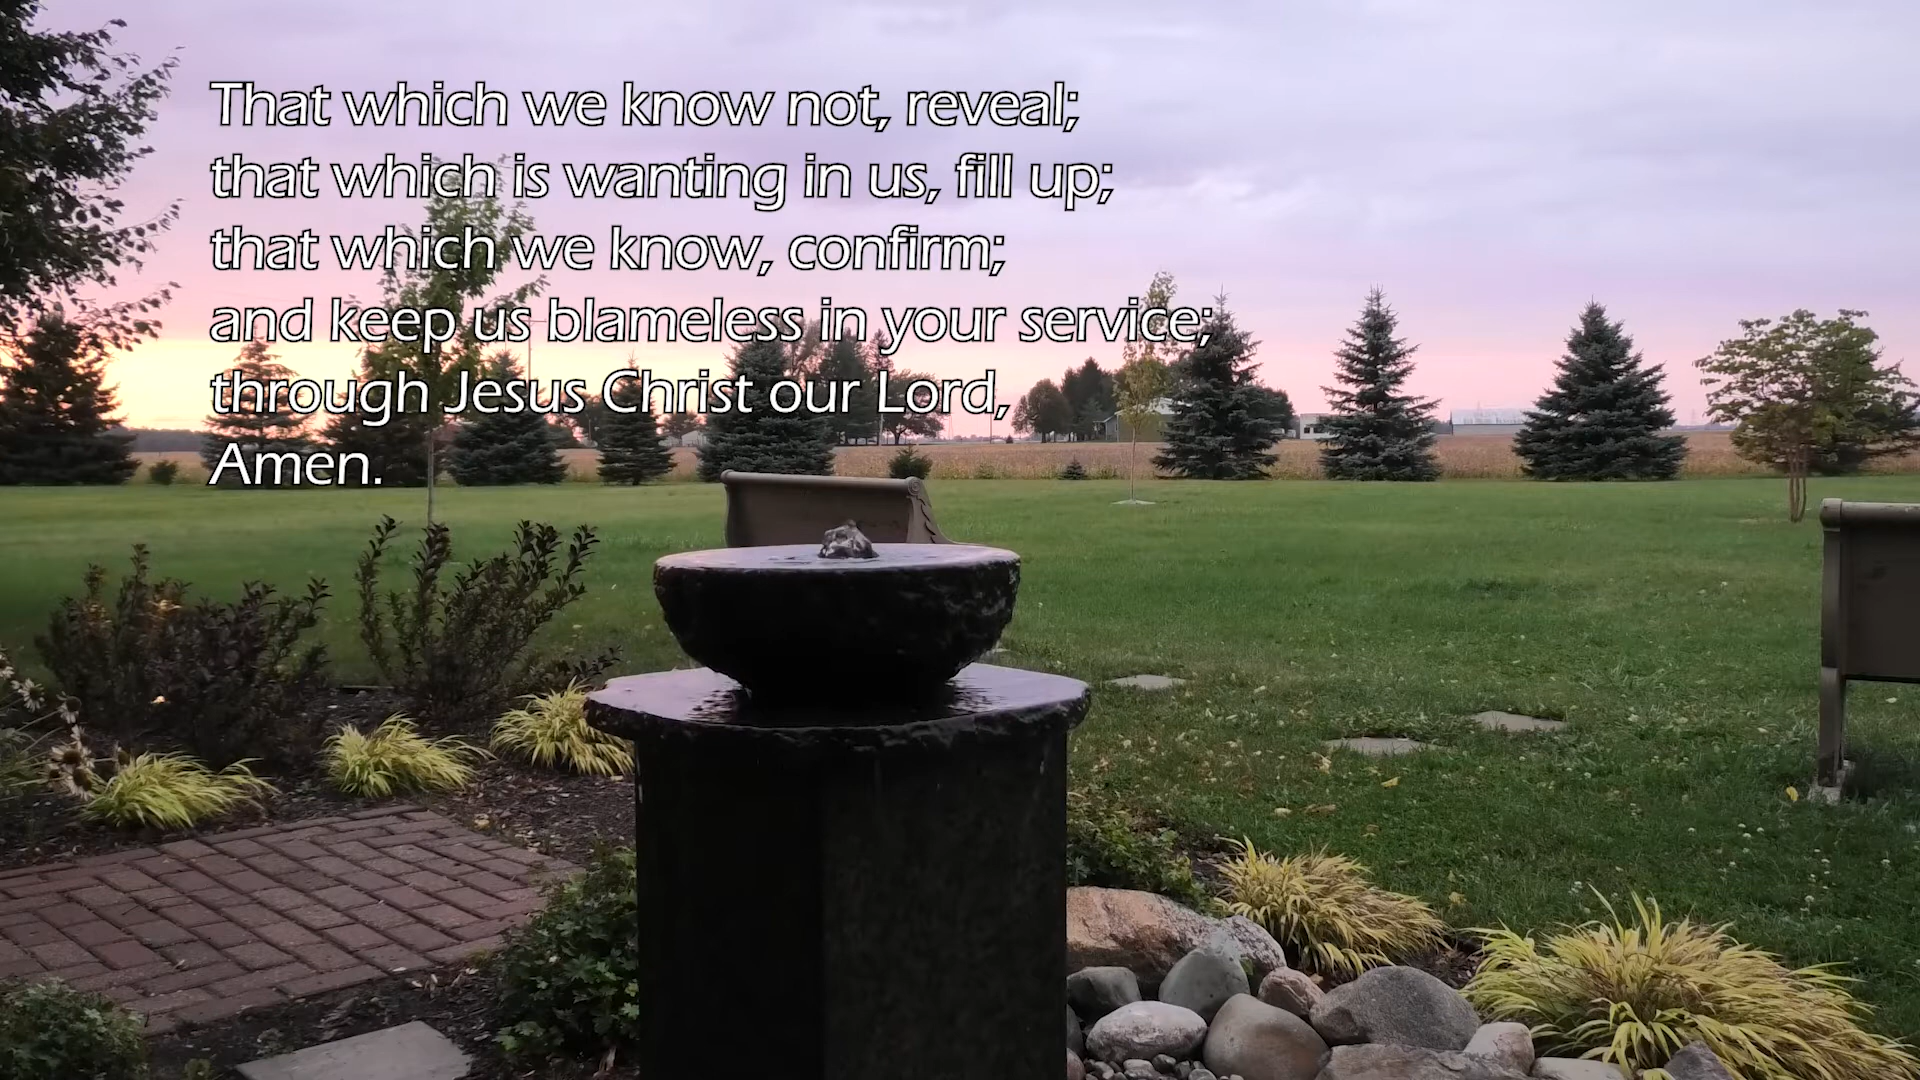 That which we know not, reveal;
that which is wanting in us, fill up;
that which we know, confirm;
and keep us blameless in your service;
through Jesus Christ our Lord,
Amen.